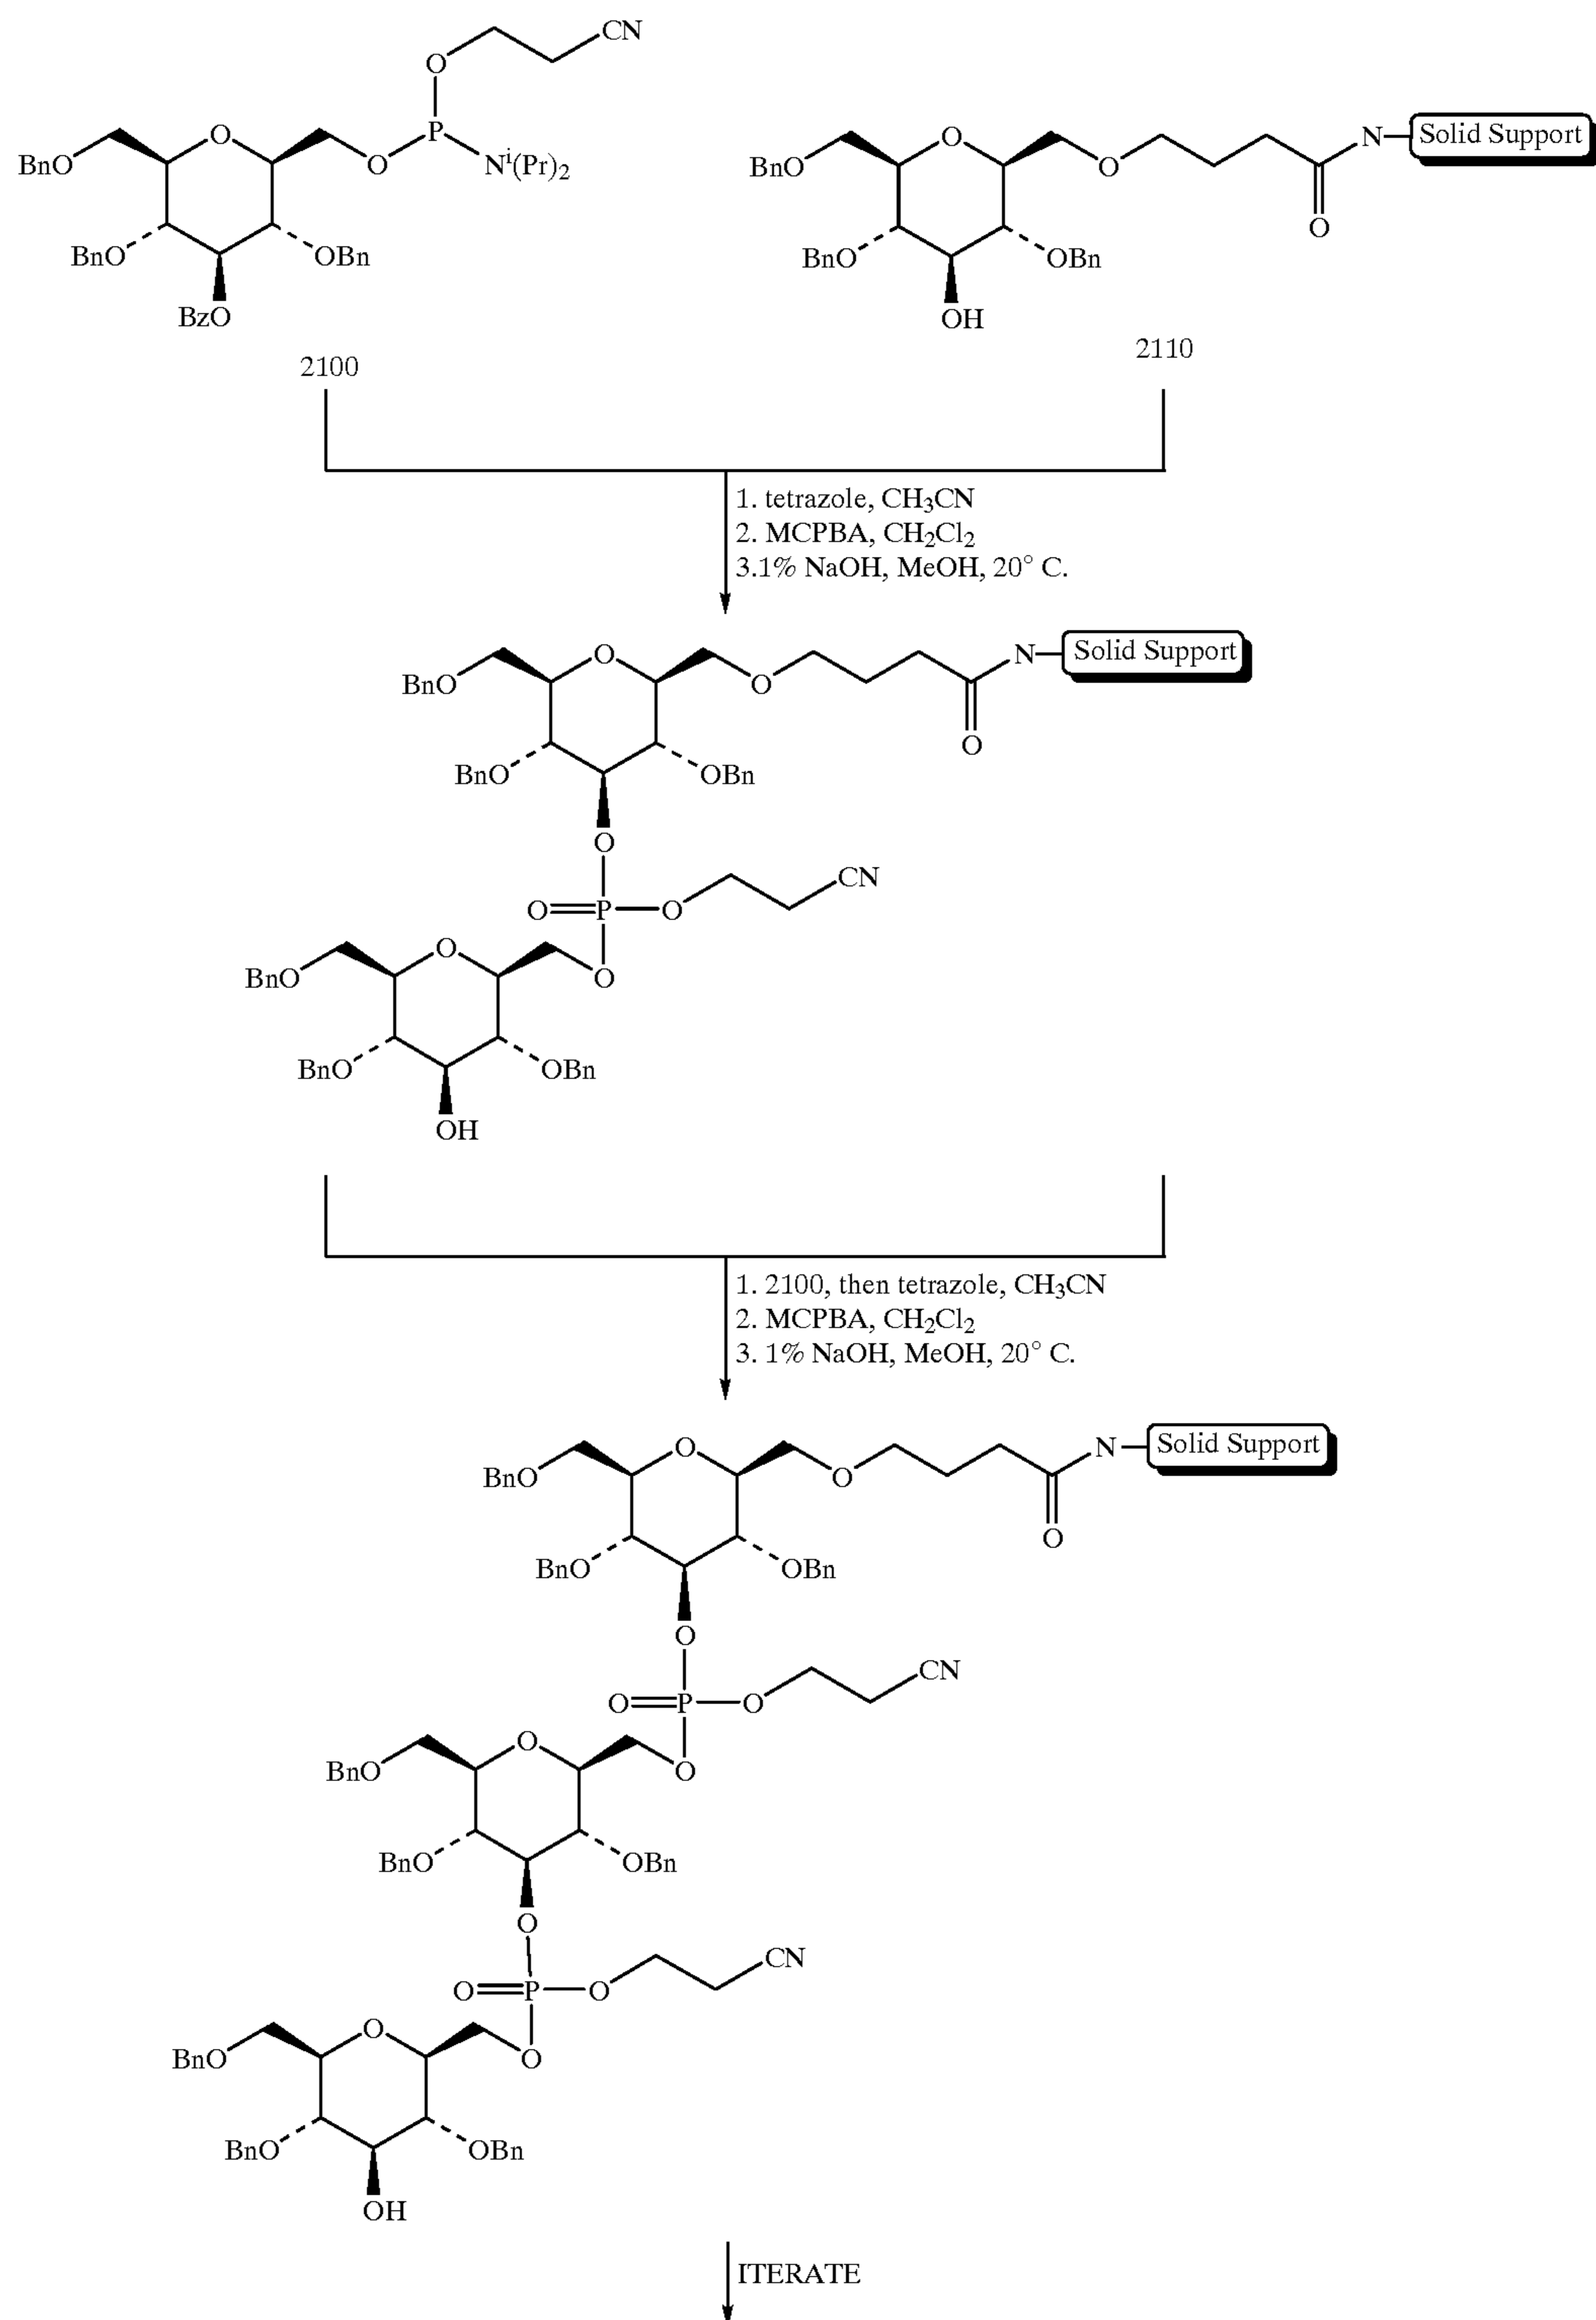 CN
O
O
P
O
N Solid Support
BnO
O
Nⁱ(Pr)₂
BnO
O
O
BnO
OBn
BnO
OBn
BzO
OH
2100
2110
1. tetrazole, CH₃CN
2. MCPBA, CH₂Cl₂
3.1% NaOH, MeOH, 20° C.
O
N Solid Support
BnO
O
O
BnO
OBn
O
CN
O
P
O
O
BnO
O
BnO
OBn
OH
1. 2100, then tetrazole, CH₃CN
2. MCPBA, CH₂Cl₂
3. 1% NaOH, MeOH, 20° C.
O
N Solid Support
BnO
O
O
BnO
OBn
O
CN
O
P
O
O
BnO
O
BnO
OBn
O
CN
O
P
O
O
BnO
O
BnO
OBn
OH
ITERATE